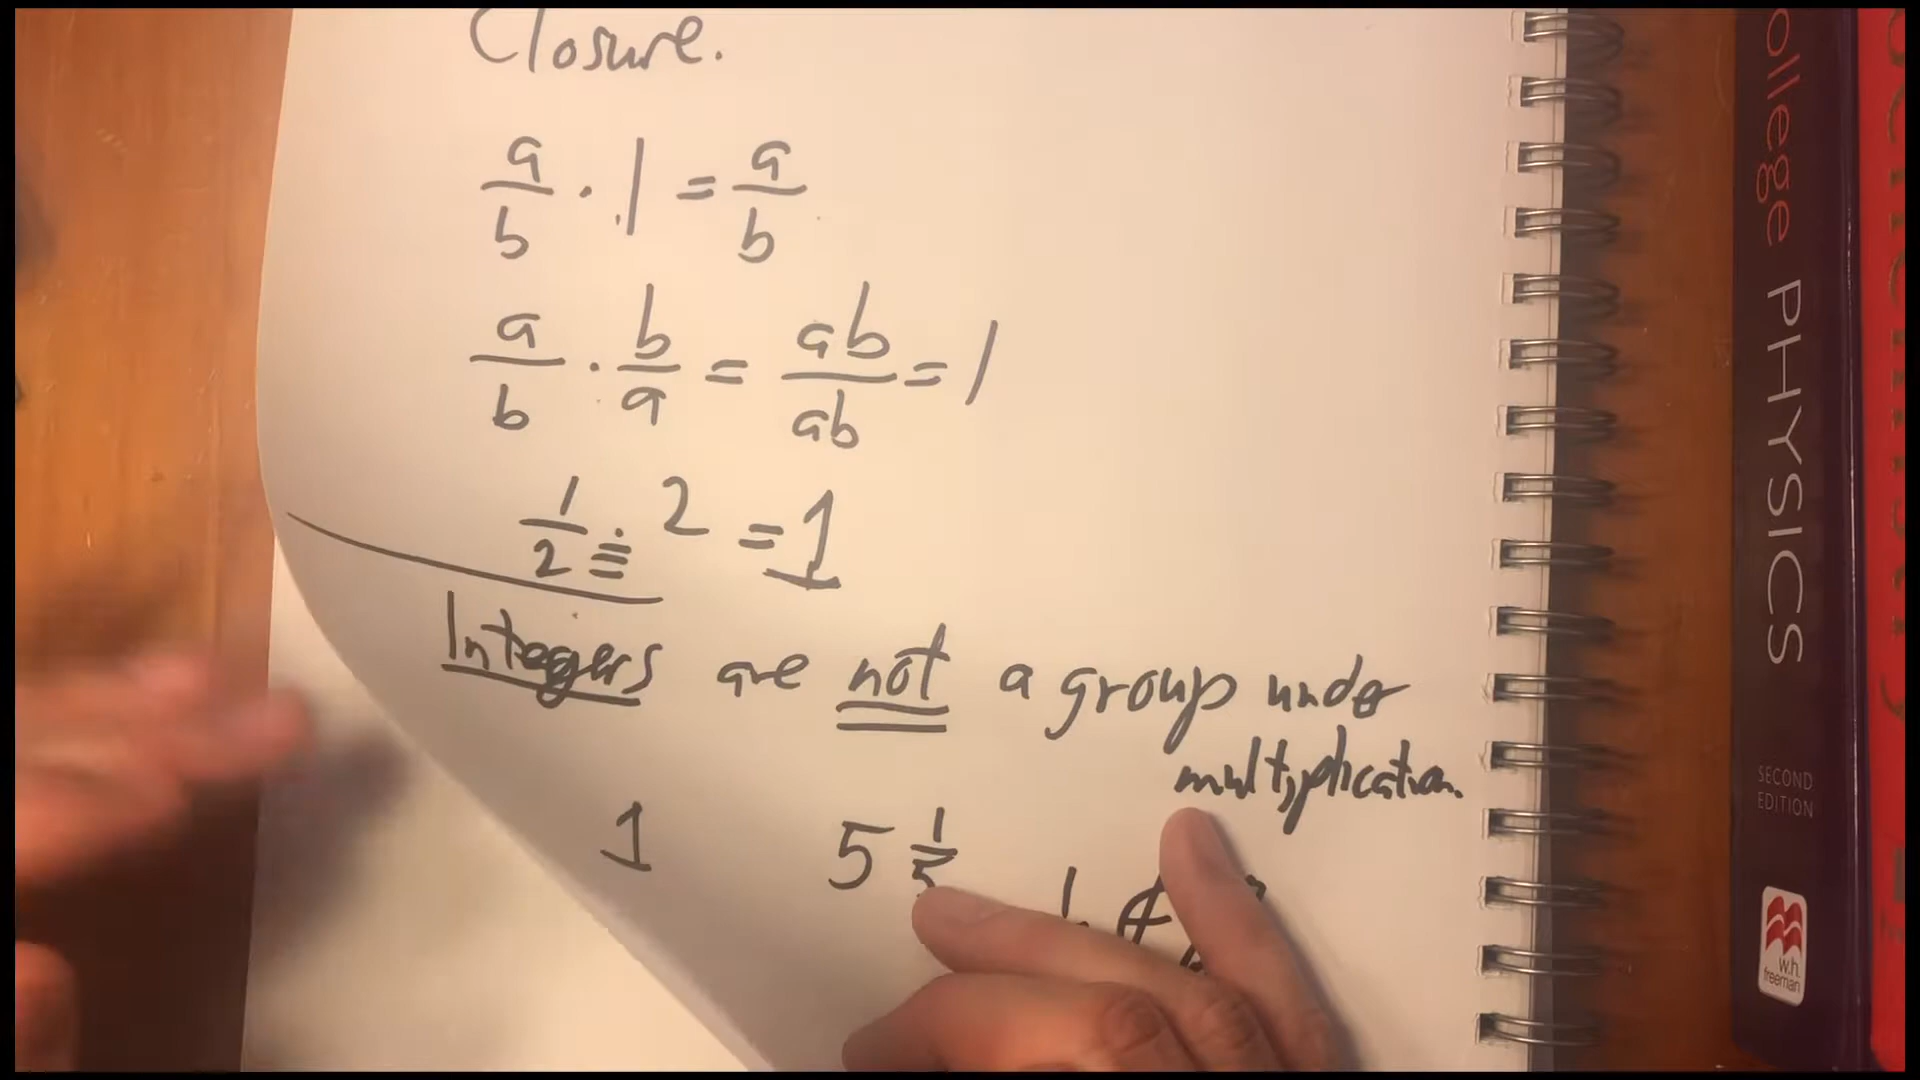 Closure.
a/b · 1 = a/b
a/b · b/a = ab/ab = 1
1/2 · 2 = 1
Integers are not a group under
multiplication.
1 5 1/5
College PHYSICS
SECOND
EDITION
w.h.
freeman